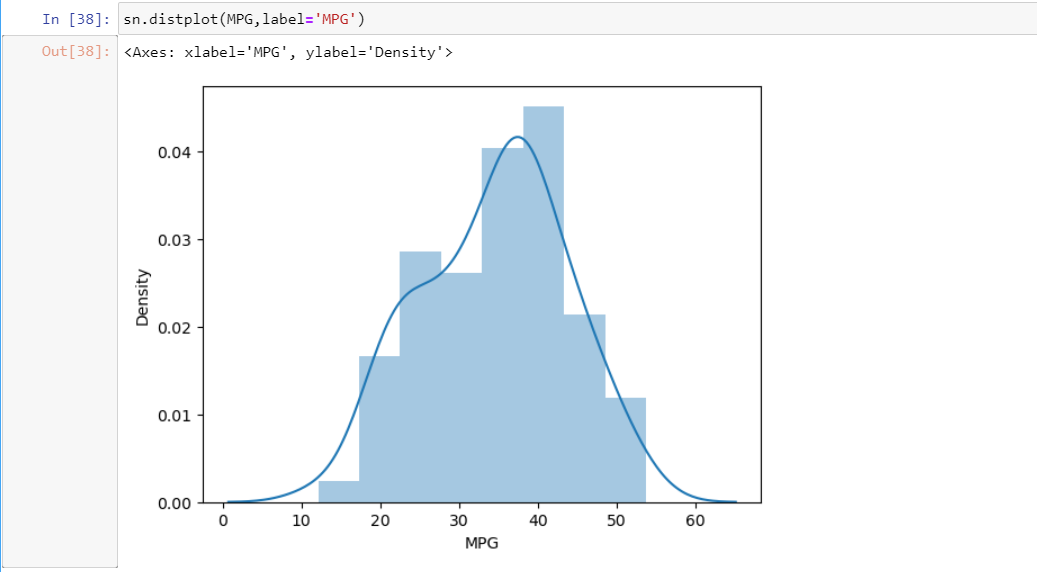 In [38]: sn.distplot(MPG,label='MPG')
Out[38]: <Axes: xlabel='MPG', ylabel='Density'>
0.04
0.03
Density
0.02
0.01
0.00
0 10 20 30 40 50 60
MPG